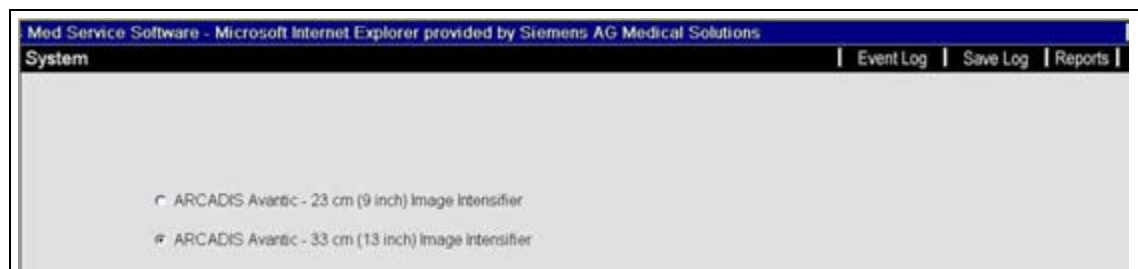 Med Service Software - Microsoft Internet Explorer provided by Siemens AG Medical Solutions
System | Event Log | Save Log | Reports |
ARCADIS Avantic - 23 cm (9 inch) Image Intensifier
ARCADIS Avantic - 33 cm (13 inch) Image Intensifier